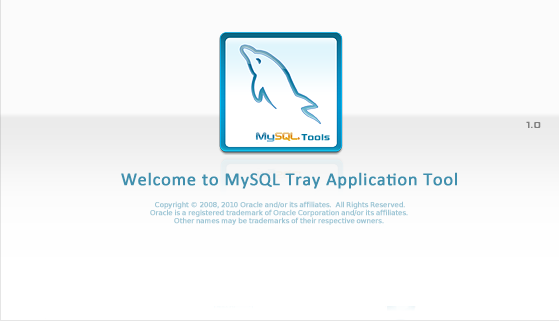 MySQL Tools
1.0
Welcome to MySQL Tray Application Tool
Copyright © 2008, 2010 Oracle and/or its affiliates. All Rights Reserved.
Oracle is a registered trademark of Oracle Corporation and/or its affiliates.
Other names may be trademarks of their respective owners.